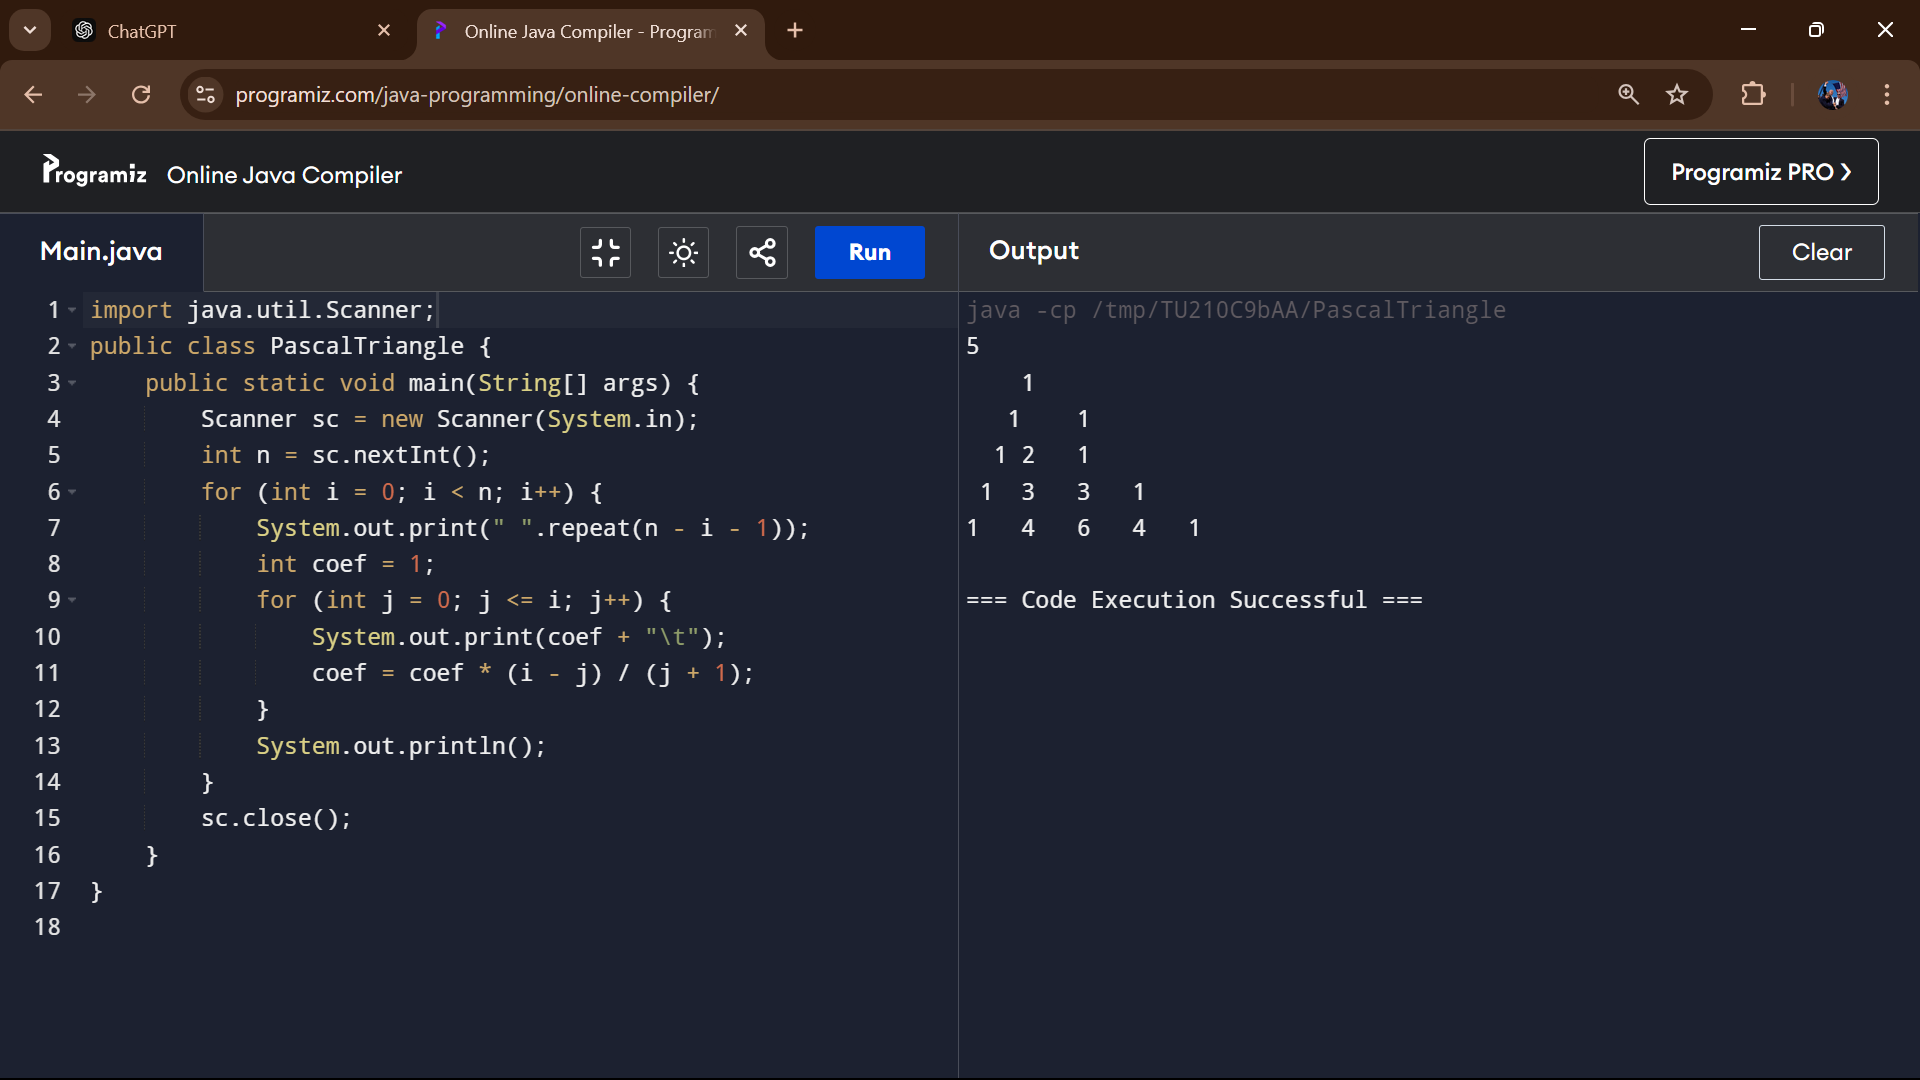 ChatGPT
Online Java Compiler - Program
programiz.com/java-programming/online-compiler/
Programiz Online Java Compiler
Programiz PRO ❯
Main.java
Run
Output
Clear
1 import java.util.Scanner;
2 public class PascalTriangle {
3     public static void main(String[] args) {
4         Scanner sc = new Scanner(System.in);
5         int n = sc.nextInt();
6         for (int i = 0; i < n; i++) {
7             System.out.print(" ".repeat(n - i - 1));
8             int coef = 1;
9             for (int j = 0; j <= i; j++) {
10                 System.out.print(coef + "\t");
11                 coef = coef * (i - j) / (j + 1);
12             }
13             System.out.println();
14         }
15         sc.close();
16     }
17 }
18
java -cp /tmp/TU210C9bAA/PascalTriangle
5
    1
   1    1
  1 2   1
 1  3   3   1
1   4   6   4   1
=== Code Execution Successful ===